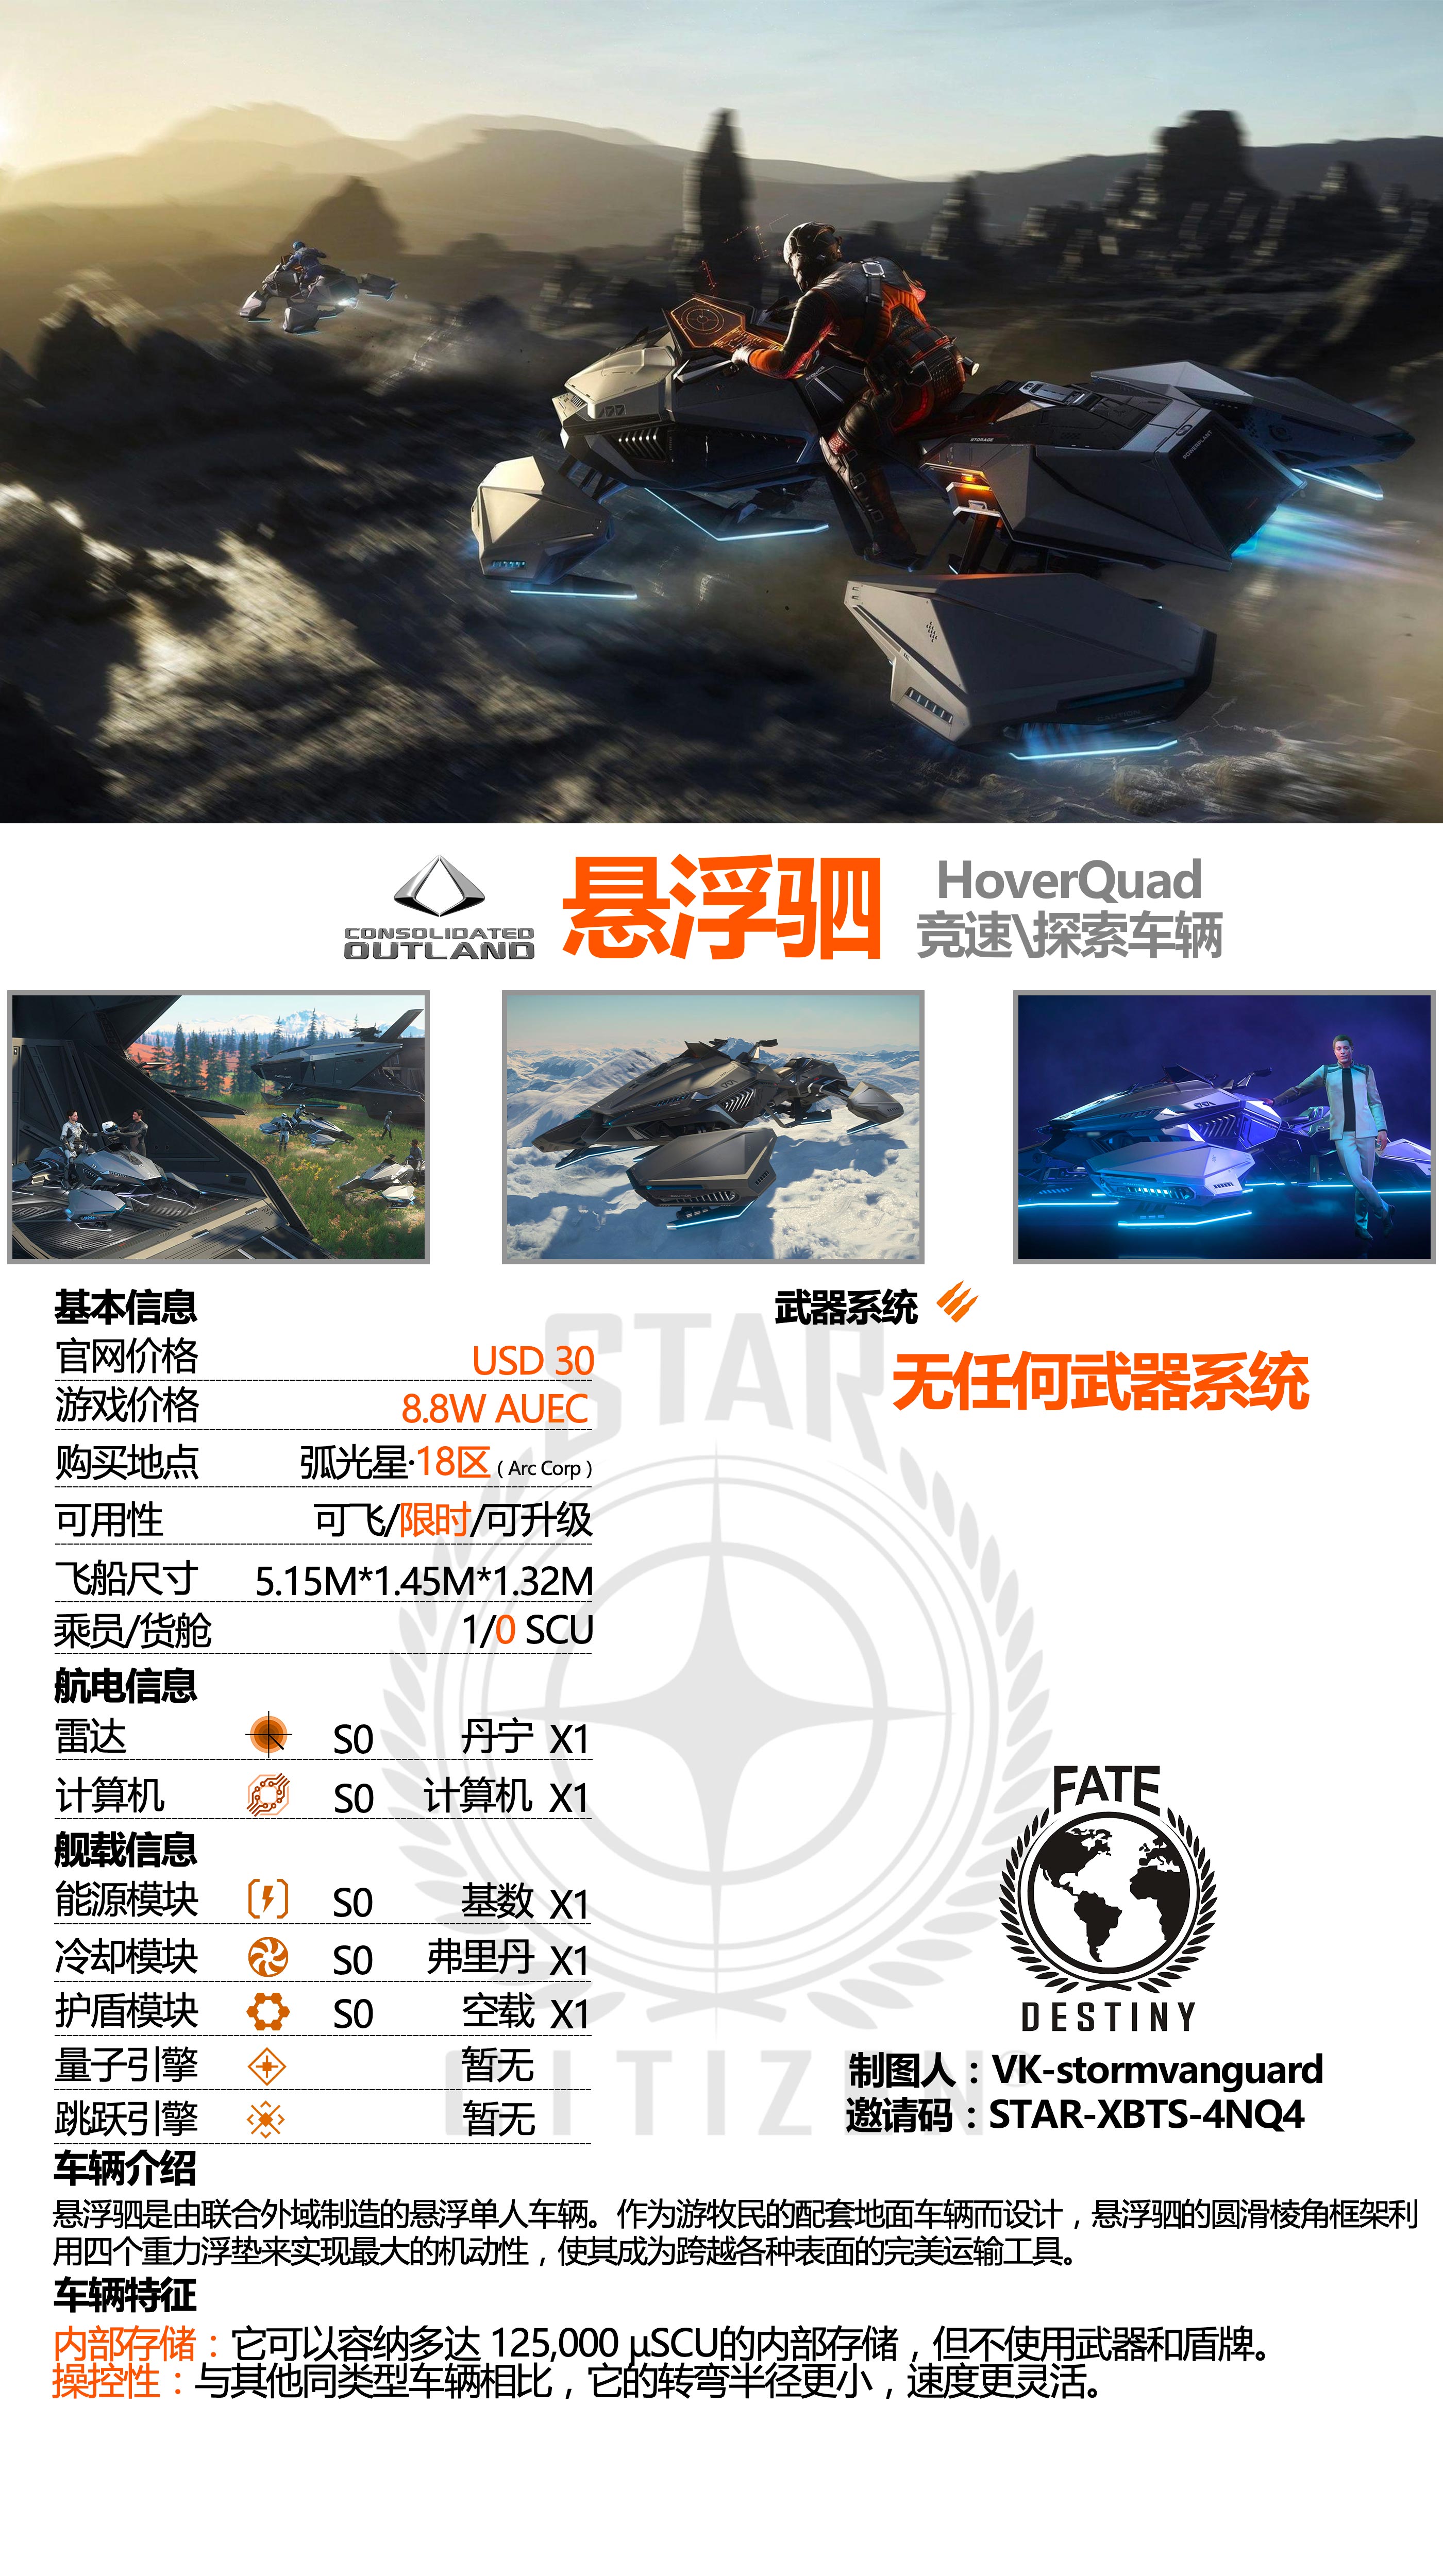 STORAGE
POWERPLANT
CONSOLIDATED
OUTLAND
悬浮驷
HoverQuad
竞速\探索车辆
基本信息
官网价格 USD 30
游戏价格 8.8W AUEC
购买地点 弧光星·18区 ( Arc Corp )
可用性 可飞/限时/可升级
飞船尺寸 5.15M*1.45M*1.32M
乘员/货舱 1/0 SCU
航电信息
雷达 S0 丹宁 X1
计算机 S0 计算机 X1
舰载信息
能源模块 S0 基数 X1
冷却模块 S0 弗里丹 X1
护盾模块 S0 空载 X1
量子引擎 暂无
跳跃引擎 暂无
武器系统
无任何武器系统
STAR
CITIZEN
FATE
DESTINY
制图人：VK-stormvanguard
邀请码：STAR-XBTS-4NQ4
车辆介绍
悬浮驷是由联合外域制造的悬浮单人车辆。作为游牧民的配套地面车辆而设计，悬浮驷的圆滑棱角框架利
用四个重力浮垫来实现最大的机动性，使其成为跨越各种表面的完美运输工具。
车辆特征
内部存储：它可以容纳多达 125,000 μSCU的内部存储，但不使用武器和盾牌。
操控性：与其他同类型车辆相比，它的转弯半径更小，速度更灵活。